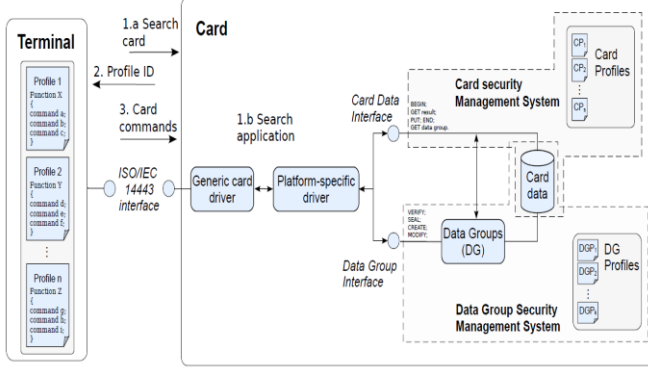 Terminal
Profile 1
Function X
{
command a;
command b;
command c;
}
Profile 2
Function Y
{
command d;
command e;
command f;
}
Profile n
Function Z
{
command g;
command h;
command i;
}
1.a Search
card
2. Profile ID
3. Card
commands
ISO/IEC
14443
interface
Card
1.b Search
application
Generic card
driver
Platform-specific
driver
Card Data
Interface
BEGIN;
GET result;
PUT; END;
GET data group.
Card security
Management System
CP1
CP2
CPk
Card
Profiles
Card
data
VERIFY;
SEAL;
CREATE;
MODIFY;
Data Groups
(DG)
Data Group
Interface
Data Group Security
Management System
DGP1
DGP2
DG
Profiles